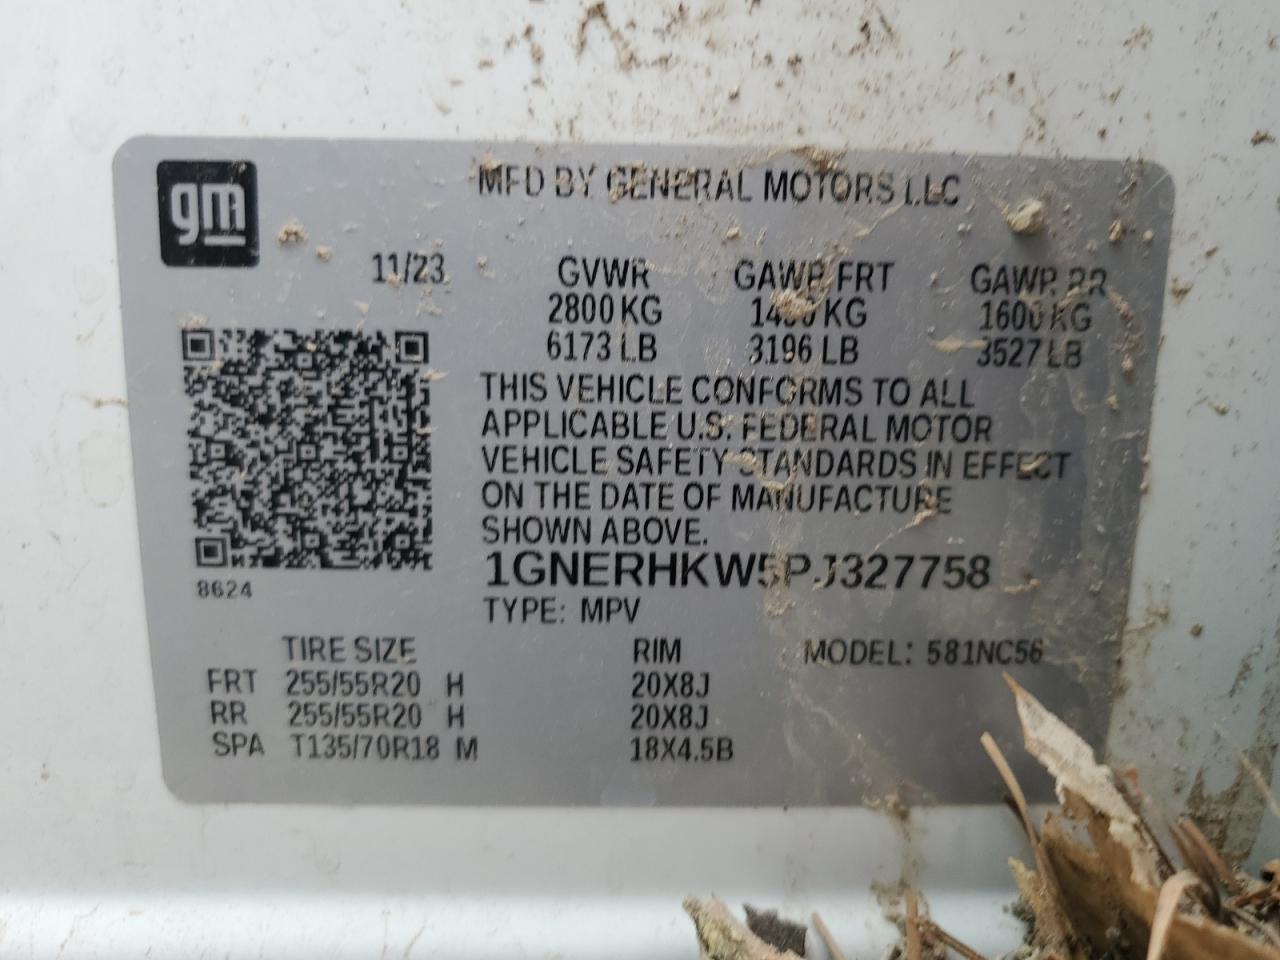 gm
MFD BY GENERAL MOTORS LLC
11/23 GVWR GAWR FRT GAWR RR
2800 KG 1450 KG 1600 KG
6173 LB 3196 LB 3527 LB
THIS VEHICLE CONFORMS TO ALL
APPLICABLE U.S. FEDERAL MOTOR
VEHICLE SAFETY STANDARDS IN EFFECT
ON THE DATE OF MANUFACTURE
SHOWN ABOVE.
1GNERHKW5PJ327758
8624
TYPE: MPV
TIRE SIZE RIM MODEL: 581NC56
FRT 255/55R20 H 20X8J
RR 255/55R20 H 20X8J
SPA T135/70R18 M 18X4.5B